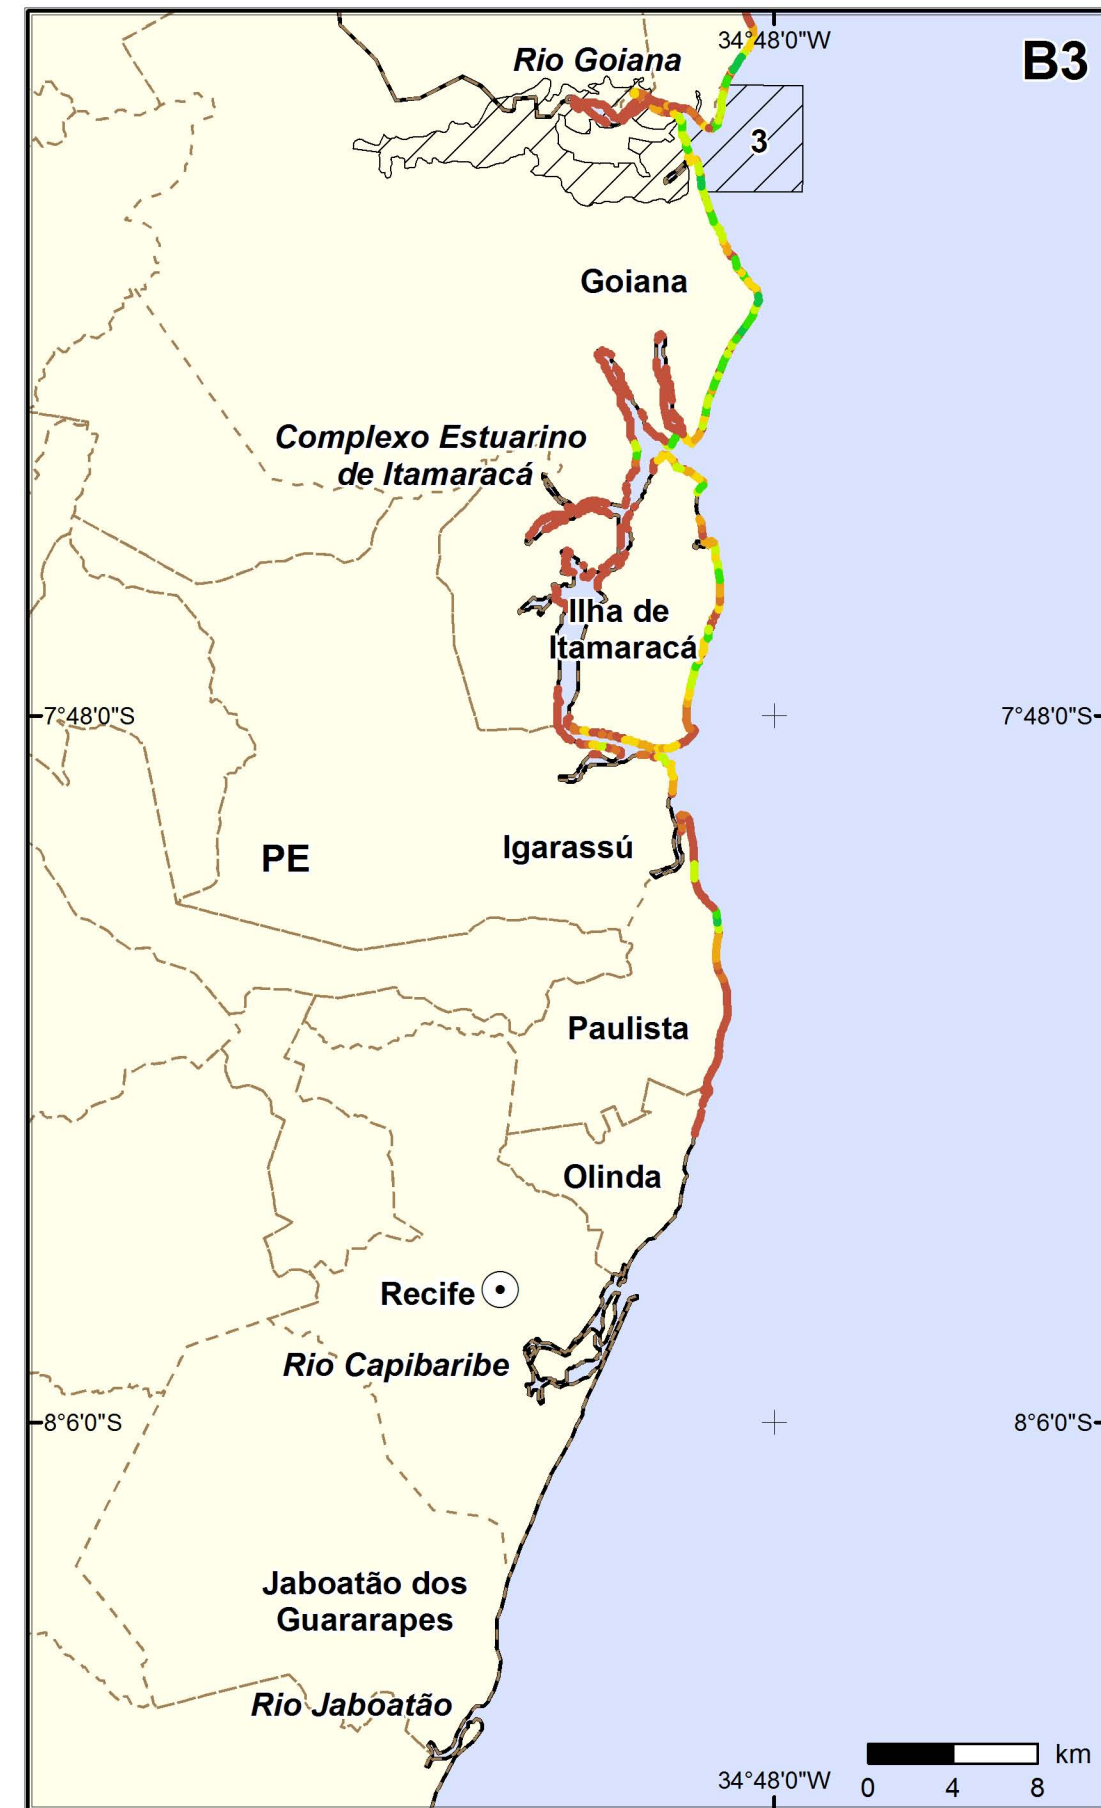 34°48'0"W
B3
Rio Goiana
3
Goiana
Complexo Estuarino
de Itamaracá
Ilha de
Itamaracá
7°48'0"S
7°48'0"S
Igarassú
PE
Paulista
Olinda
Recife
Rio Capibaribe
8°6'0"S
8°6'0"S
Jaboatão dos
Guararapes
Rio Jaboatão
34°48'0"W
km
0 4 8